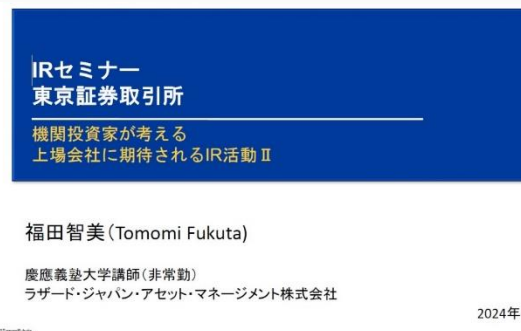 IRセミナー
東京証券取引所
機関投資家が考える
上場会社に期待されるIR活動Ⅱ
福田智美(Tomomi Fukuta)
慶應義塾大学講師(非常勤)
ラザード・ジャパン・アセット・マネージメント株式会社
2024年